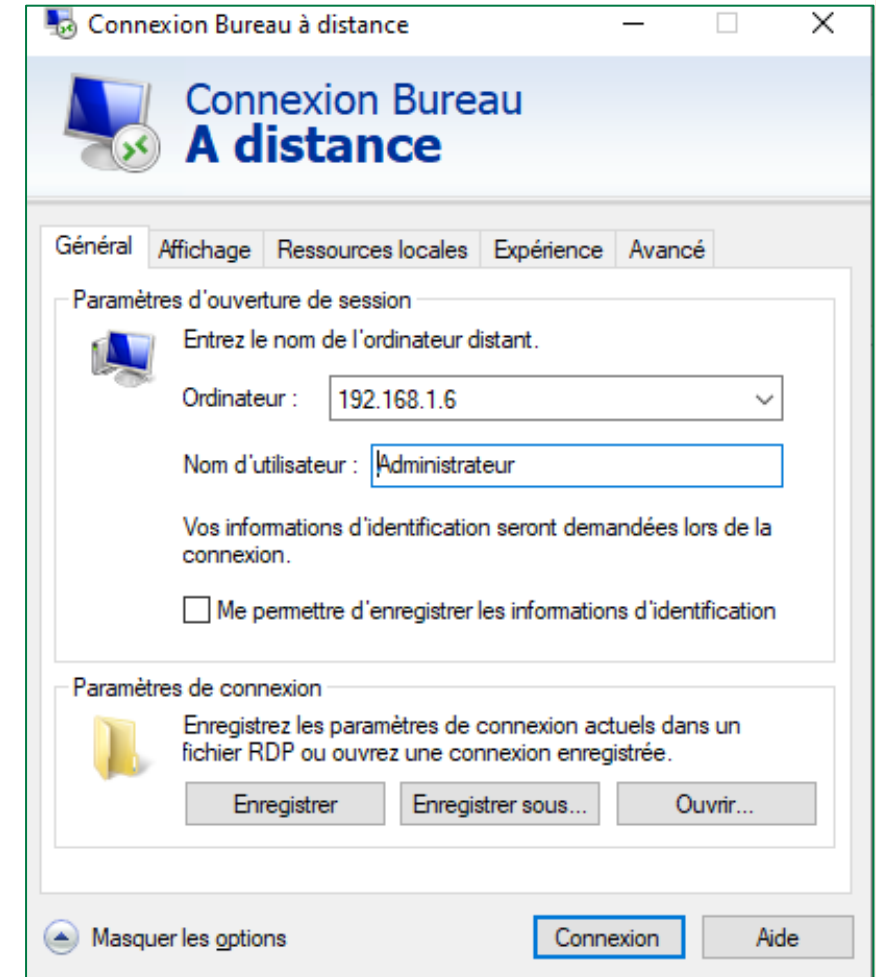 Connexion Bureau à distance
Connexion Bureau
A distance
Général Affichage Ressources locales Expérience Avancé
Paramètres d'ouverture de session
Entrez le nom de l'ordinateur distant.
Ordinateur : 192.168.1.6
Nom d'utilisateur : Administrateur
Vos informations d'identification seront demandées lors de la
connexion.
Me permettre d'enregistrer les informations d'identification
Paramètres de connexion
Enregistrez les paramètres de connexion actuels dans un
fichier RDP ou ouvrez une connexion enregistrée.
Enregistrer Enregistrer sous... Ouvrir...
Masquer les options Connexion Aide